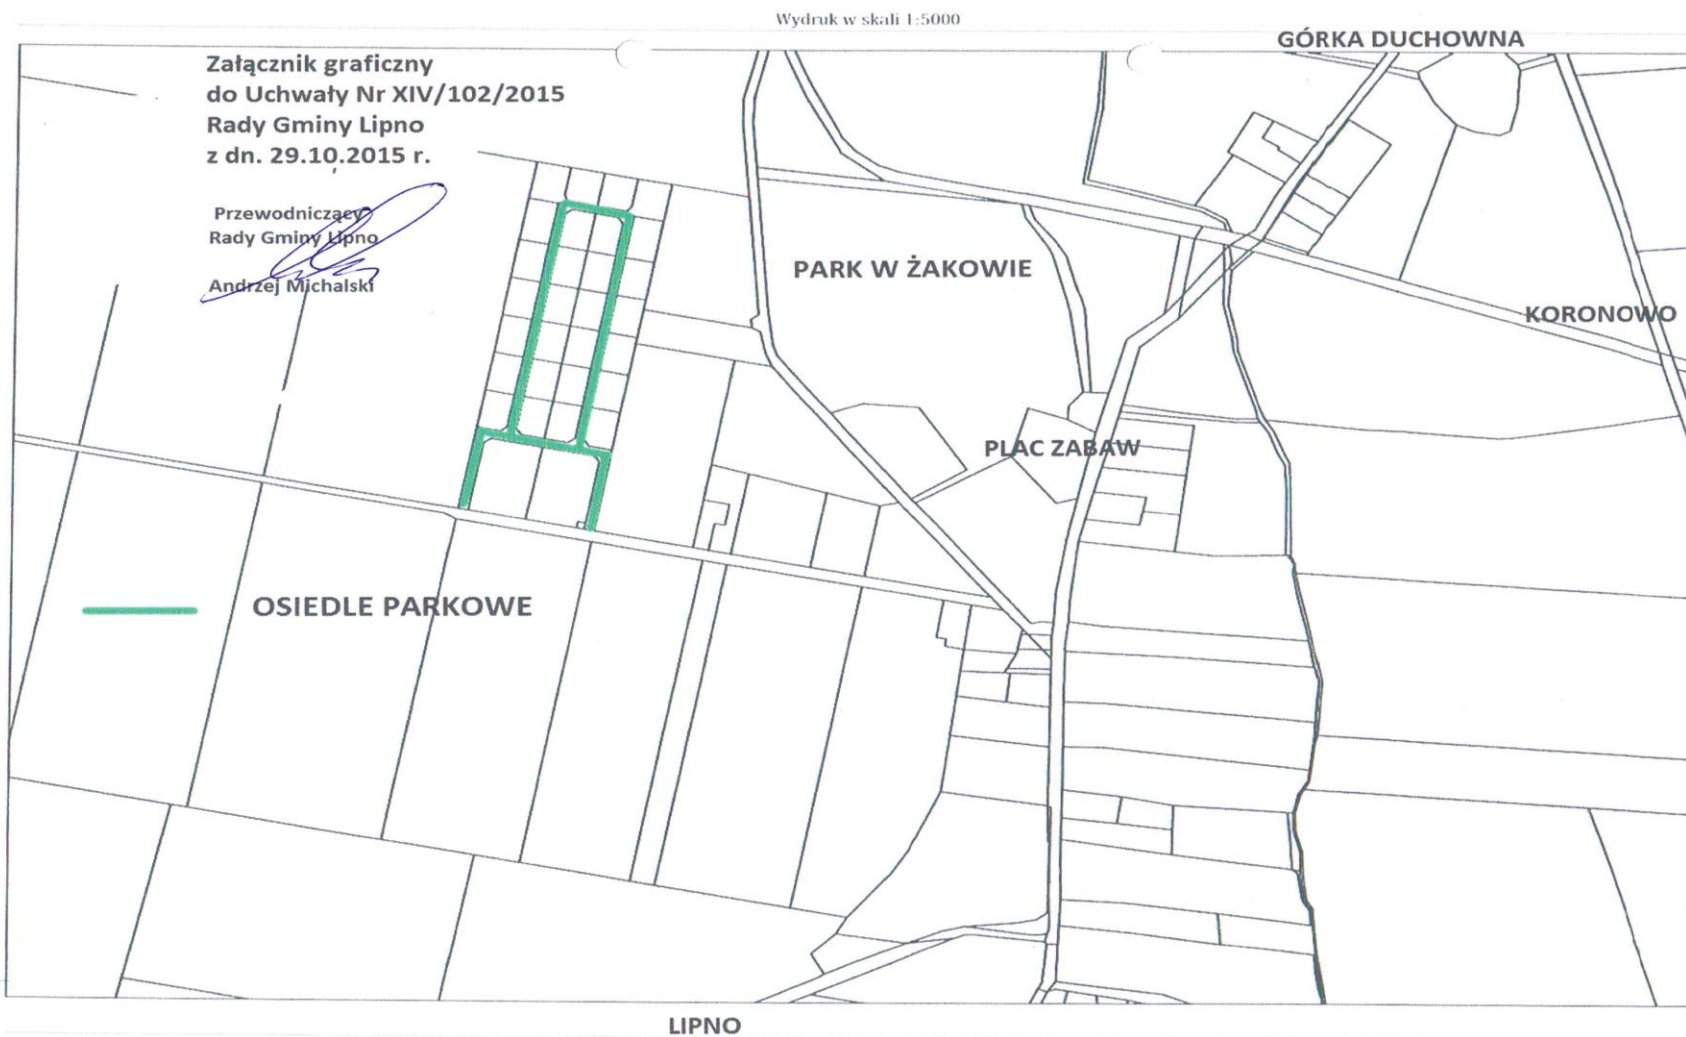 Wydruk w skali 1:5000
GÓRKA DUCHOWNA
Załącznik graficzny
do Uchwały Nr XIV/102/2015
Rady Gminy Lipno
z dn. 29.10.2015 r.
Przewodniczący
Rady Gminy Lipno
Andrzej Michalski
PARK W ŻAKOWIE
KORONOWO
PLAC ZABAW
OSIEDLE PARKOWE
LIPNO